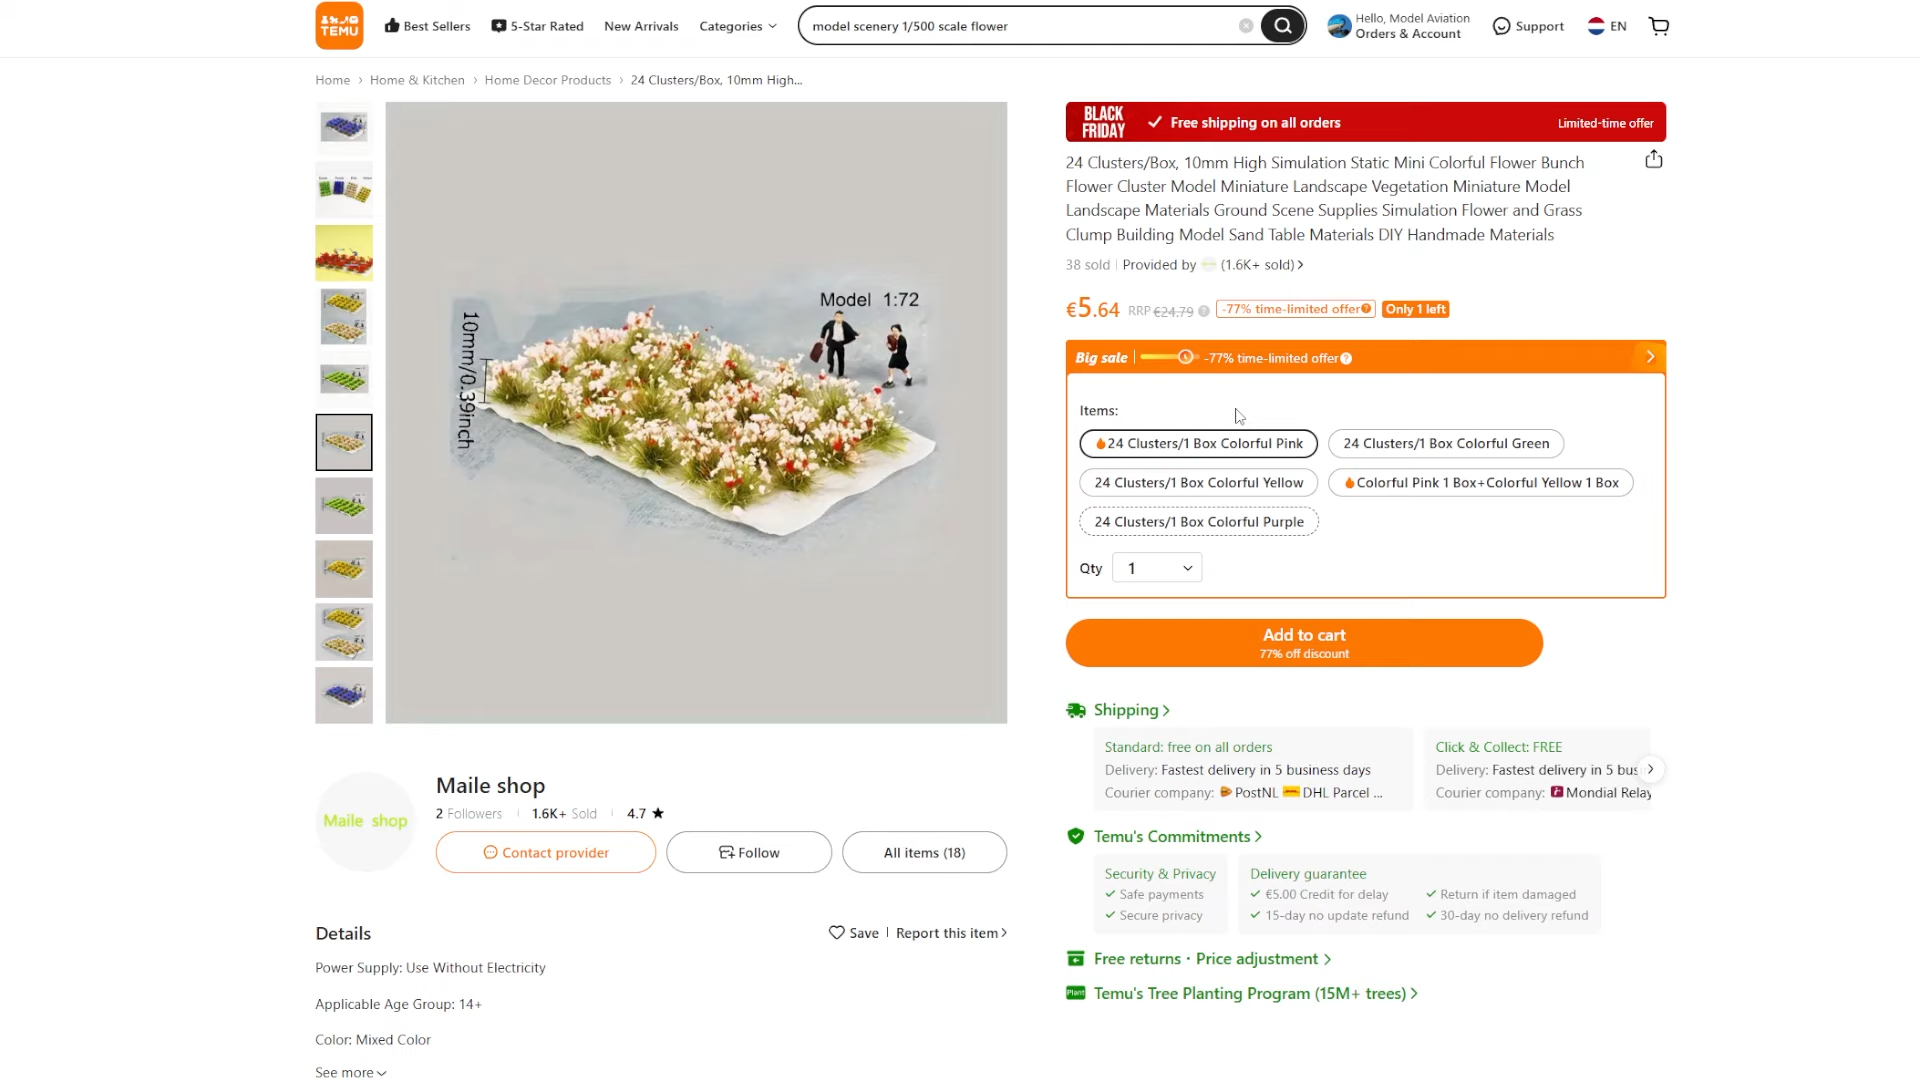 TEMU
Best Sellers
5-Star Rated
New Arrivals
Categories
model scenery 1/500 scale flower
Hello, Model Aviation
Orders & Account
Support
EN
Home › Home & Kitchen › Home Decor Products › 24 Clusters/Box, 10mm High...
Model 1:72
10mm/0.39inch
BLACK
FRIDAY
Free shipping on all orders
Limited-time offer
24 Clusters/Box, 10mm High Simulation Static Mini Colorful Flower Bunch
Flower Cluster Model Miniature Landscape Vegetation Miniature Model
Landscape Materials Ground Scene Supplies Simulation Flower and Grass
Clump Building Model Sand Table Materials DIY Handmade Materials
38 sold | Provided by (1.6K+ sold) >
€5.64 RRP €24.79 -77% time-limited offer Only 1 left
Big sale | -77% time-limited offer
Items:
24 Clusters/1 Box Colorful Pink
24 Clusters/1 Box Colorful Green
24 Clusters/1 Box Colorful Yellow
Colorful Pink 1 Box+Colorful Yellow 1 Box
24 Clusters/1 Box Colorful Purple
Qty 1
Add to cart
77% off discount
Shipping >
Standard: free on all orders
Delivery: Fastest delivery in 5 business days
Courier company: PostNL DHL Parcel ...
Click & Collect: FREE
Delivery: Fastest delivery in 5 bus
Courier company: Mondial Relay
Temu's Commitments >
Security & Privacy
Safe payments
Secure privacy
Delivery guarantee
€5.00 Credit for delay
Return if item damaged
15-day no update refund
30-day no delivery refund
Free returns · Price adjustment >
Plant
Temu's Tree Planting Program (15M+ trees) >
Maile shop
Maile shop
2 Followers | 1.6K+ Sold | 4.7 ★
Contact provider
Follow
All items (18)
Details
Save | Report this item >
Power Supply: Use Without Electricity
Applicable Age Group: 14+
Color: Mixed Color
See more